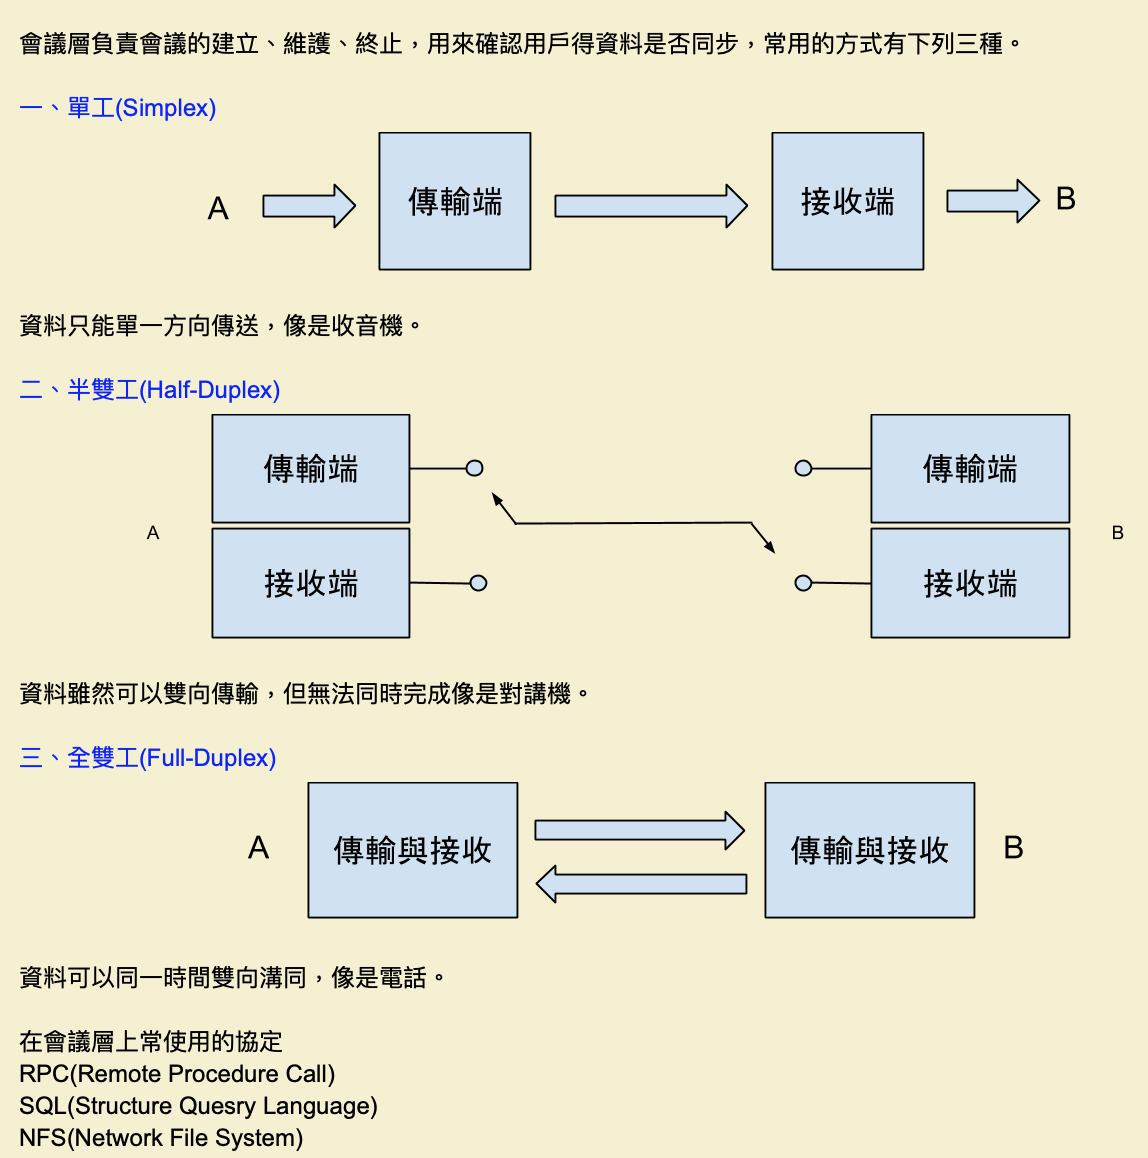 會議層負責會議的建立、維護、終止，用來確認用戶得資料是否同步，常用的方式有下列三種。
一、單工(Simplex)
A
傳輸端
接收端
B
資料只能單一方向傳送，像是收音機。
二、半雙工(Half-Duplex)
傳輸端
傳輸端
A
B
接收端
接收端
資料雖然可以雙向傳輸，但無法同時完成像是對講機。
三、全雙工(Full-Duplex)
A
傳輸與接收
傳輸與接收
B
資料可以同一時間雙向溝同，像是電話。
在會議層上常使用的協定
RPC(Remote Procedure Call)
SQL(Structure Quesry Language)
NFS(Network File System)